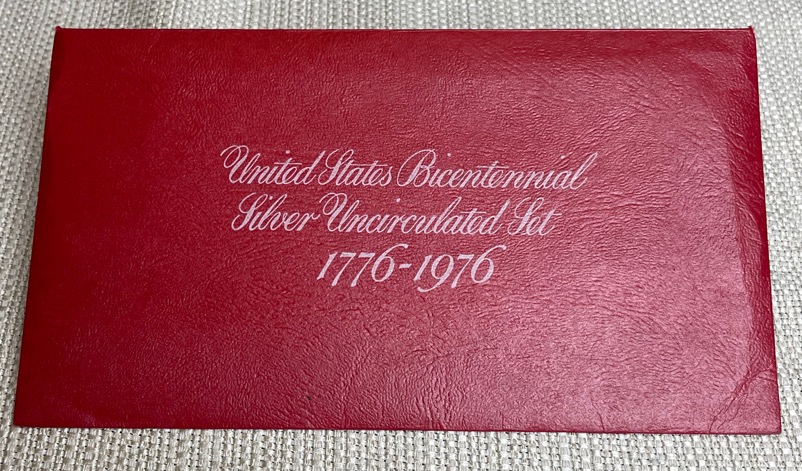 United States Bicentennial
Silver Uncirculated Set
1776-1976